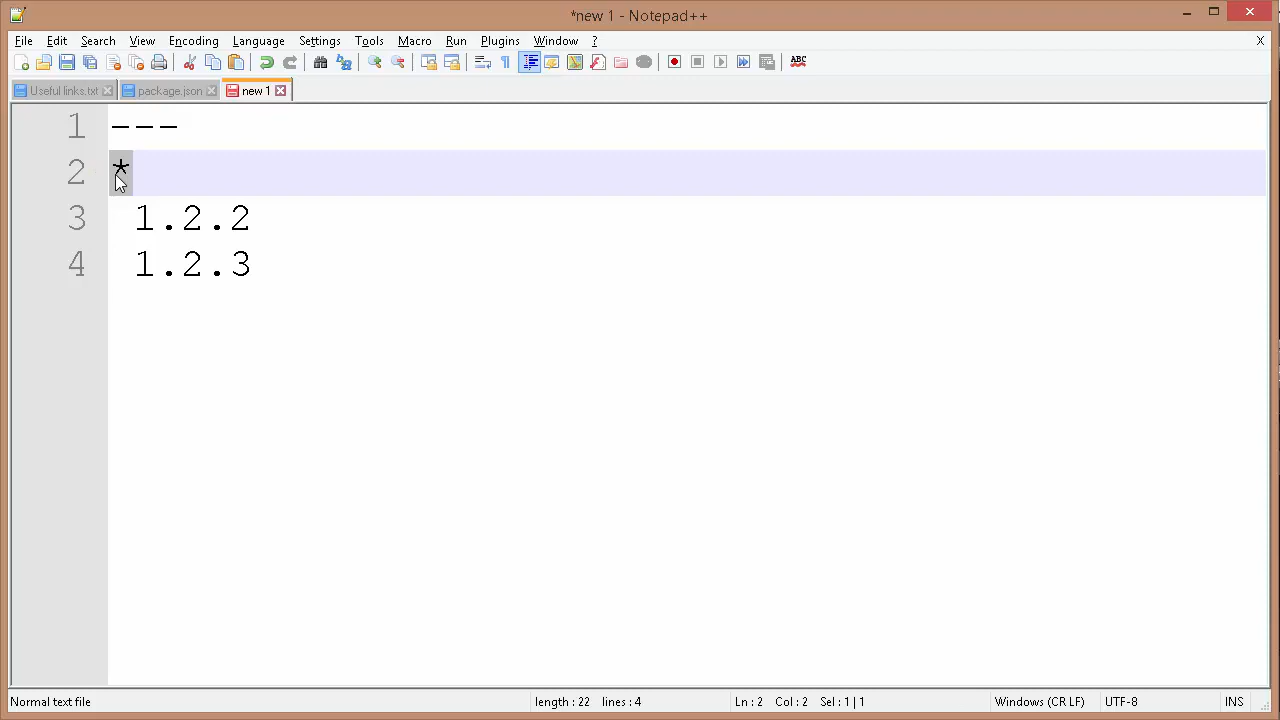 *new 1 - Notepad++
File Edit Search View Encoding Language Settings Tools Macro Run Plugins Window ? X
ABC
Useful links.txt package.json new 1
1 ---
2 *
3 1.2.2
4 1.2.3
Normal text file length : 22 lines : 4 Ln : 2 Col : 2 Sel : 1 | 1 Windows (CR LF) UTF-8 INS